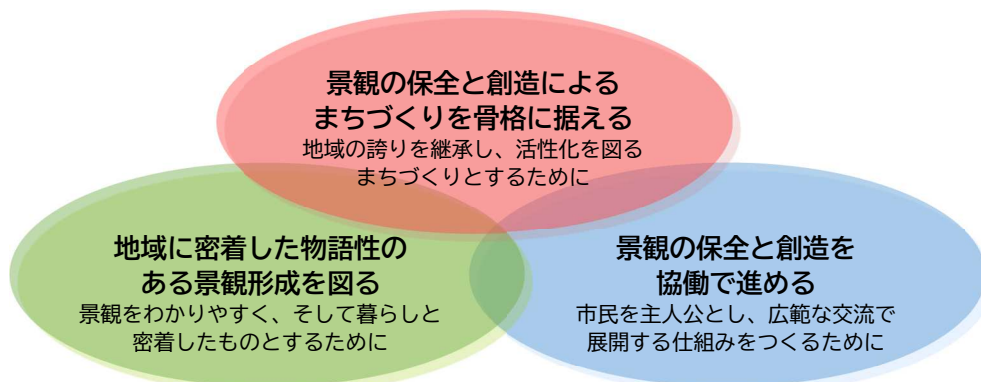 景観の保全と創造による
まちづくりを骨格に据える
地域の誇りを継承し、活性化を図る
まちづくりとするために
地域に密着した物語性の
ある景観形成を図る
景観をわかりやすく、そして暮らしと
密着したものとするために
景観の保全と創造を
協働で進める
市民を主人公とし、広範な交流で
展開する仕組みをつくるために